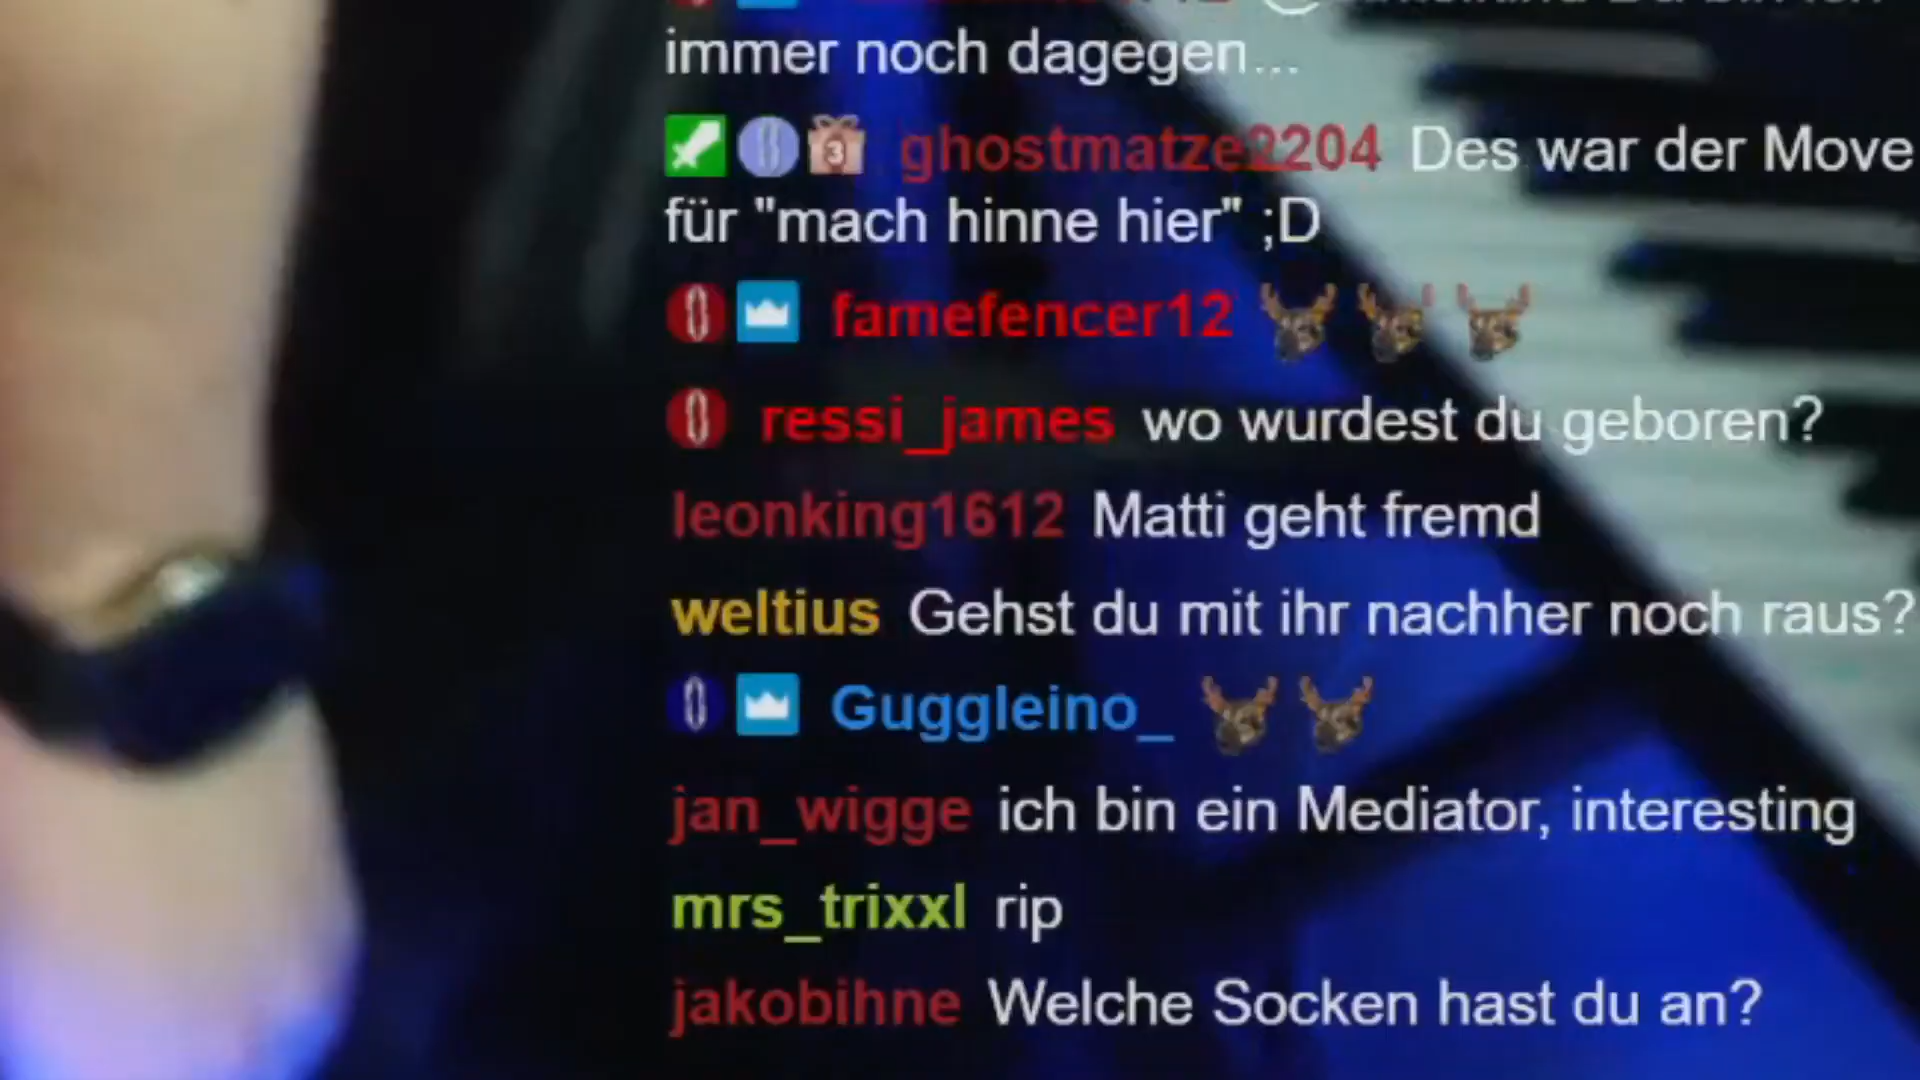 immer noch dagegen...
3 ghostmatze2204 Des war der Move
für "mach hinne hier" ;D
famefencer12
ressi_james wo wurdest du geboren?
leonking1612 Matti geht fremd
weltius Gehst du mit ihr nachher noch raus?
Guggleino_
jan_wigge ich bin ein Mediator, interesting
mrs_trixxl rip
jakobihne Welche Socken hast du an?